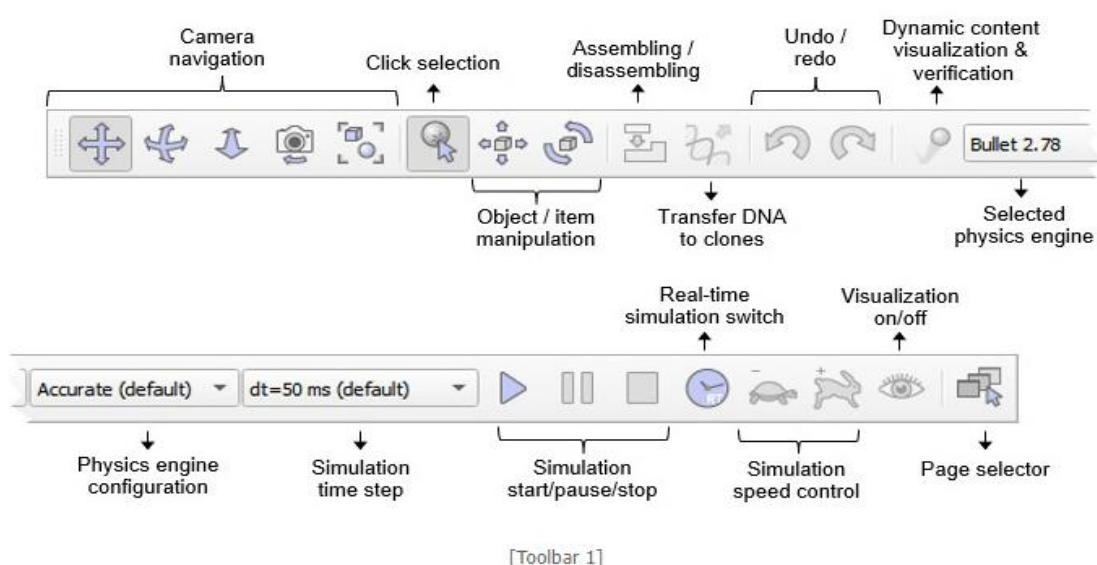 Camera
navigation
Click selection
Assembling /
disassembling
Undo /
redo
Dynamic content
visualization &
verification
Bullet 2.78
Object / item
manipulation
Transfer DNA
to clones
Selected
physics engine
Real-time
simulation switch
Visualization
on/off
Accurate (default)
dt=50 ms (default)
RT
-
+
Physics engine
configuration
Simulation
time step
Simulation
start/pause/stop
Simulation
speed control
Page selector
[Toolbar 1]